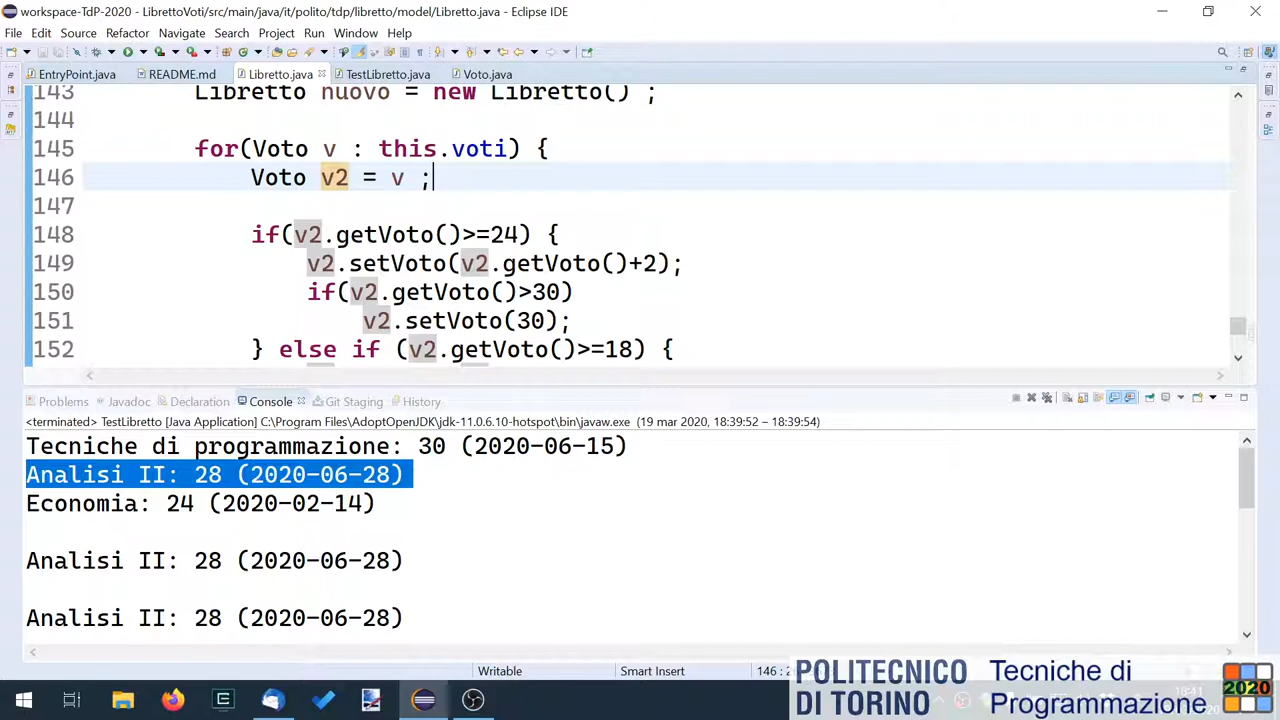 workspace-TdP-2020 - LibrettoVoti/src/main/java/it/polito/tdp/libretto/model/Libretto.java - Eclipse IDE
File Edit Source Refactor Navigate Search Project Run Window Help
EntryPoint.java README.md Libretto.java TestLibretto.java Voto.java
143 Libretto nuovo = new Libretto() ;
144
145 for(Voto v : this.voti) {
146 Voto v2 = v ;
147
148 if(v2.getVoto()>=24) {
149 v2.setVoto(v2.getVoto()+2);
150 if(v2.getVoto()>30)
151 v2.setVoto(30);
152 } else if (v2.getVoto()>=18) {
Problems Javadoc Declaration Console Git Staging History
<terminated> TestLibretto [Java Application] C:\Program Files\AdoptOpenJDK\jdk-11.0.6.10-hotspot\bin\javaw.exe (19 mar 2020, 18:39:52 – 18:39:54)
Tecniche di programmazione: 30 (2020-06-15)
Analisi II: 28 (2020-06-28)
Economia: 24 (2020-02-14)
Analisi II: 28 (2020-06-28)
Analisi II: 28 (2020-06-28)
Writable Smart Insert 146 : 2
POLITECNICO DI TORINO
Tecniche di Programmazione
2020